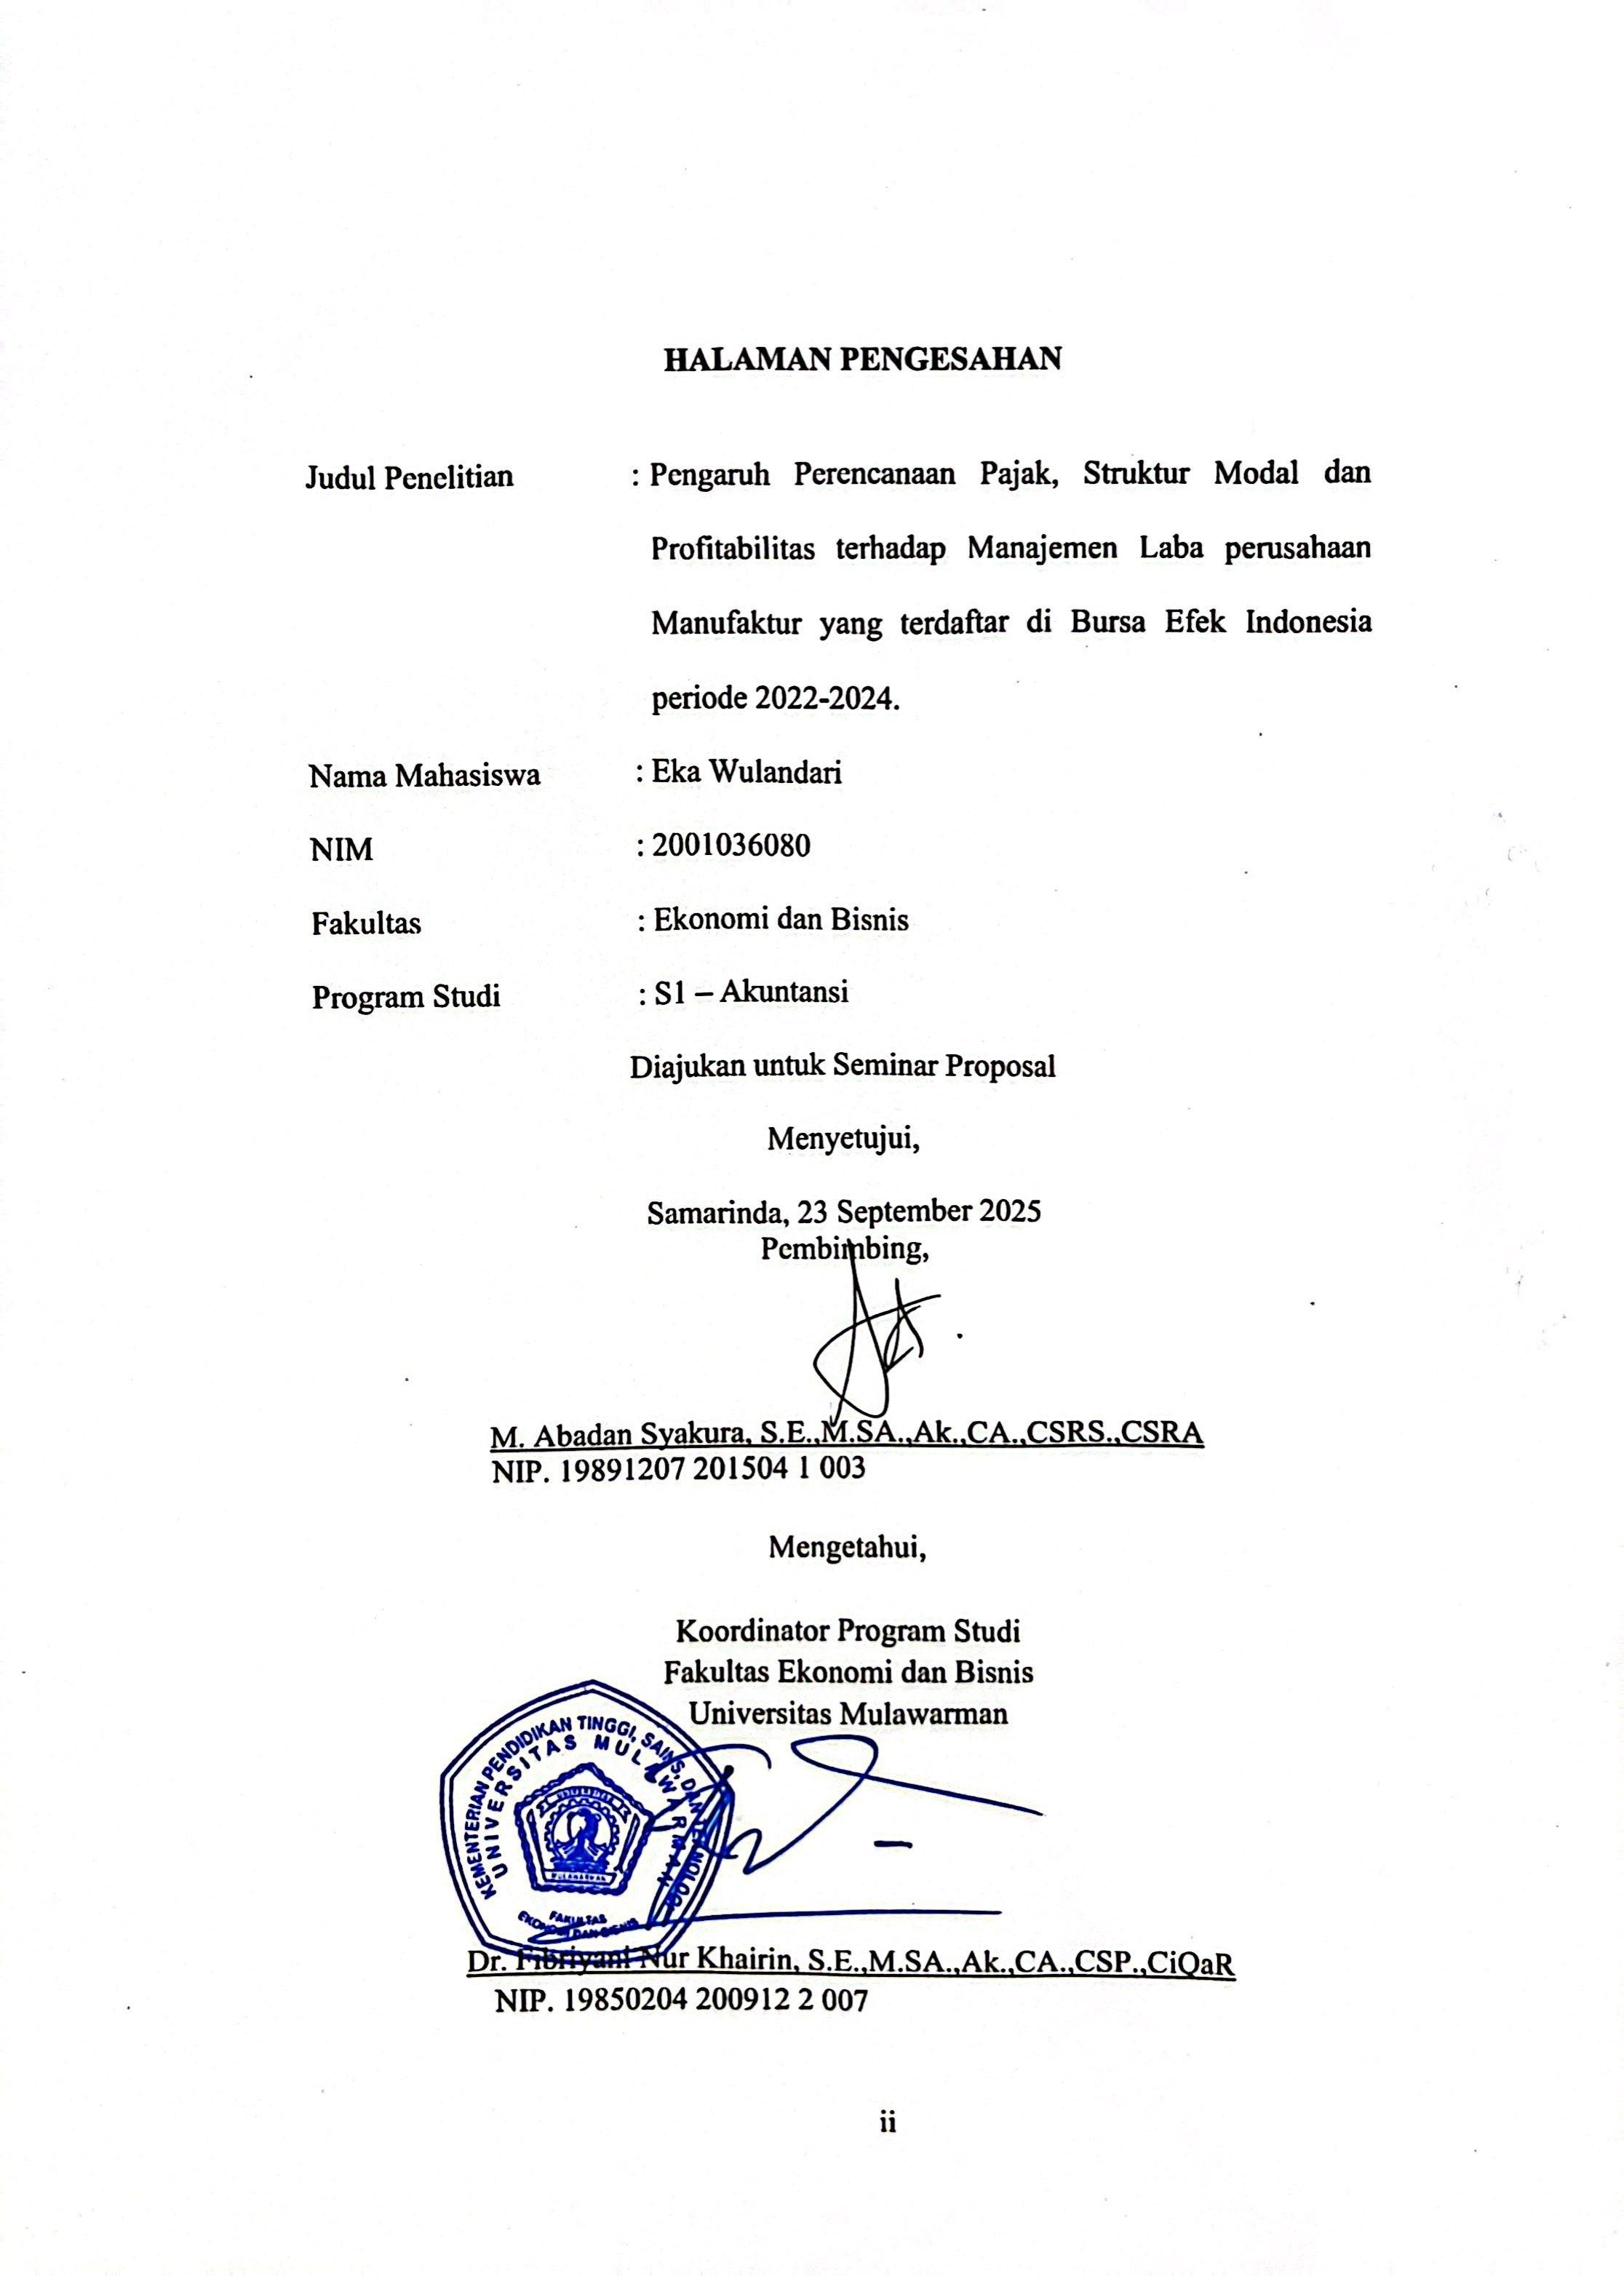 HALAMAN PENGESAHAN
Judul Penelitian : Pengaruh Perencanaan Pajak, Struktur Modal dan
Profitabilitas terhadap Manajemen Laba perusahaan
Manufaktur yang terdaftar di Bursa Efek Indonesia
periode 2022-2024.
Nama Mahasiswa : Eka Wulandari
NIM : 2001036080
Fakultas : Ekonomi dan Bisnis
Program Studi : S1 – Akuntansi
Diajukan untuk Seminar Proposal
Menyetujui,
Samarinda, 23 September 2025
Pembimbing,
M. Abadan Syakura, S.E.,M.SA.,Ak.,CA.,CSRS.,CSRA
NIP. 19891207 201504 1 003
Mengetahui,
Koordinator Program Studi
Fakultas Ekonomi dan Bisnis
Universitas Mulawarman
KEMENTERIAN PENDIDIKAN TINGGI, SAINS, DAN TEKNOLOGI
UNIVERSITAS MULAWARMAN
FAKULTAS
EKONOMI DAN BISNIS
Dr. Fibriyani Nur Khairin, S.E.,M.SA.,Ak.,CA.,CSP.,CiQaR
NIP. 19850204 200912 2 007
ii